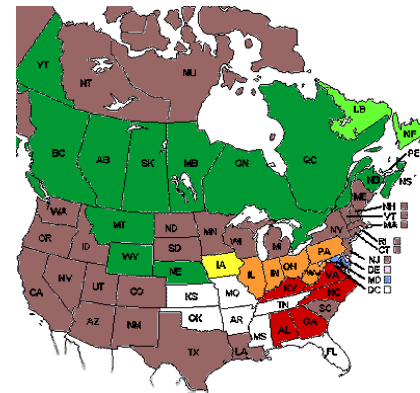 YT
NT
NU
LB
NF
BC
AB
SK
MB
ON
QC
NB
PE
NS
WA
MT
ND
MN
WI
MI
NY
ME
NH
VT
MA
RI
CT
OR
ID
WY
SD
IA
NE
IL
IN
OH
PA
NJ
DE
MD
DC
NV
UT
CO
KS
MO
KY
WV
VA
CA
AZ
NM
OK
AR
TN
NC
SC
TX
LA
MS
AL
GA
FL